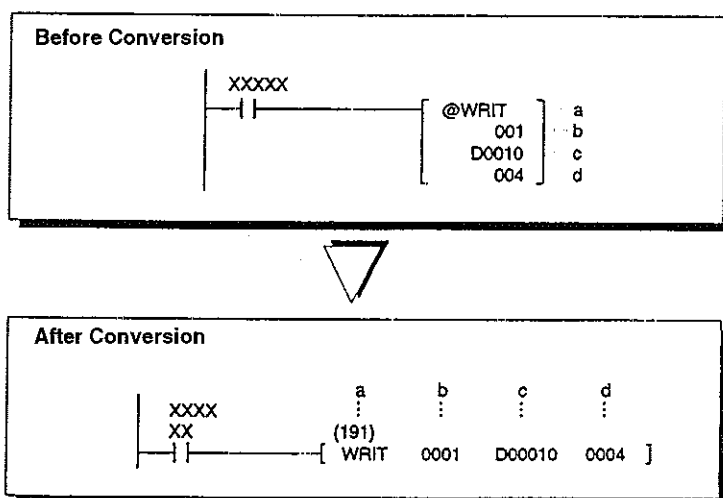 Before Conversion
XXXXX
@WRIT a
001 b
D0010 c
004 d
After Conversion
a b c d
XXXX
XX (191)
WRIT 0001 D00010 0004